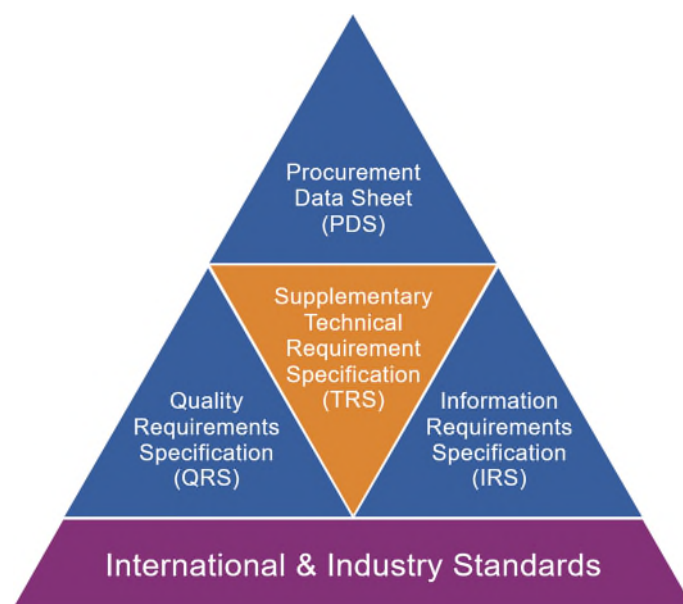 Procurement
Data Sheet
(PDS)
Supplementary
Technical
Requirement
Specification
(TRS)
Quality
Requirements
Specification
(QRS)
Information
Requirements
Specification
(IRS)
International & Industry Standards